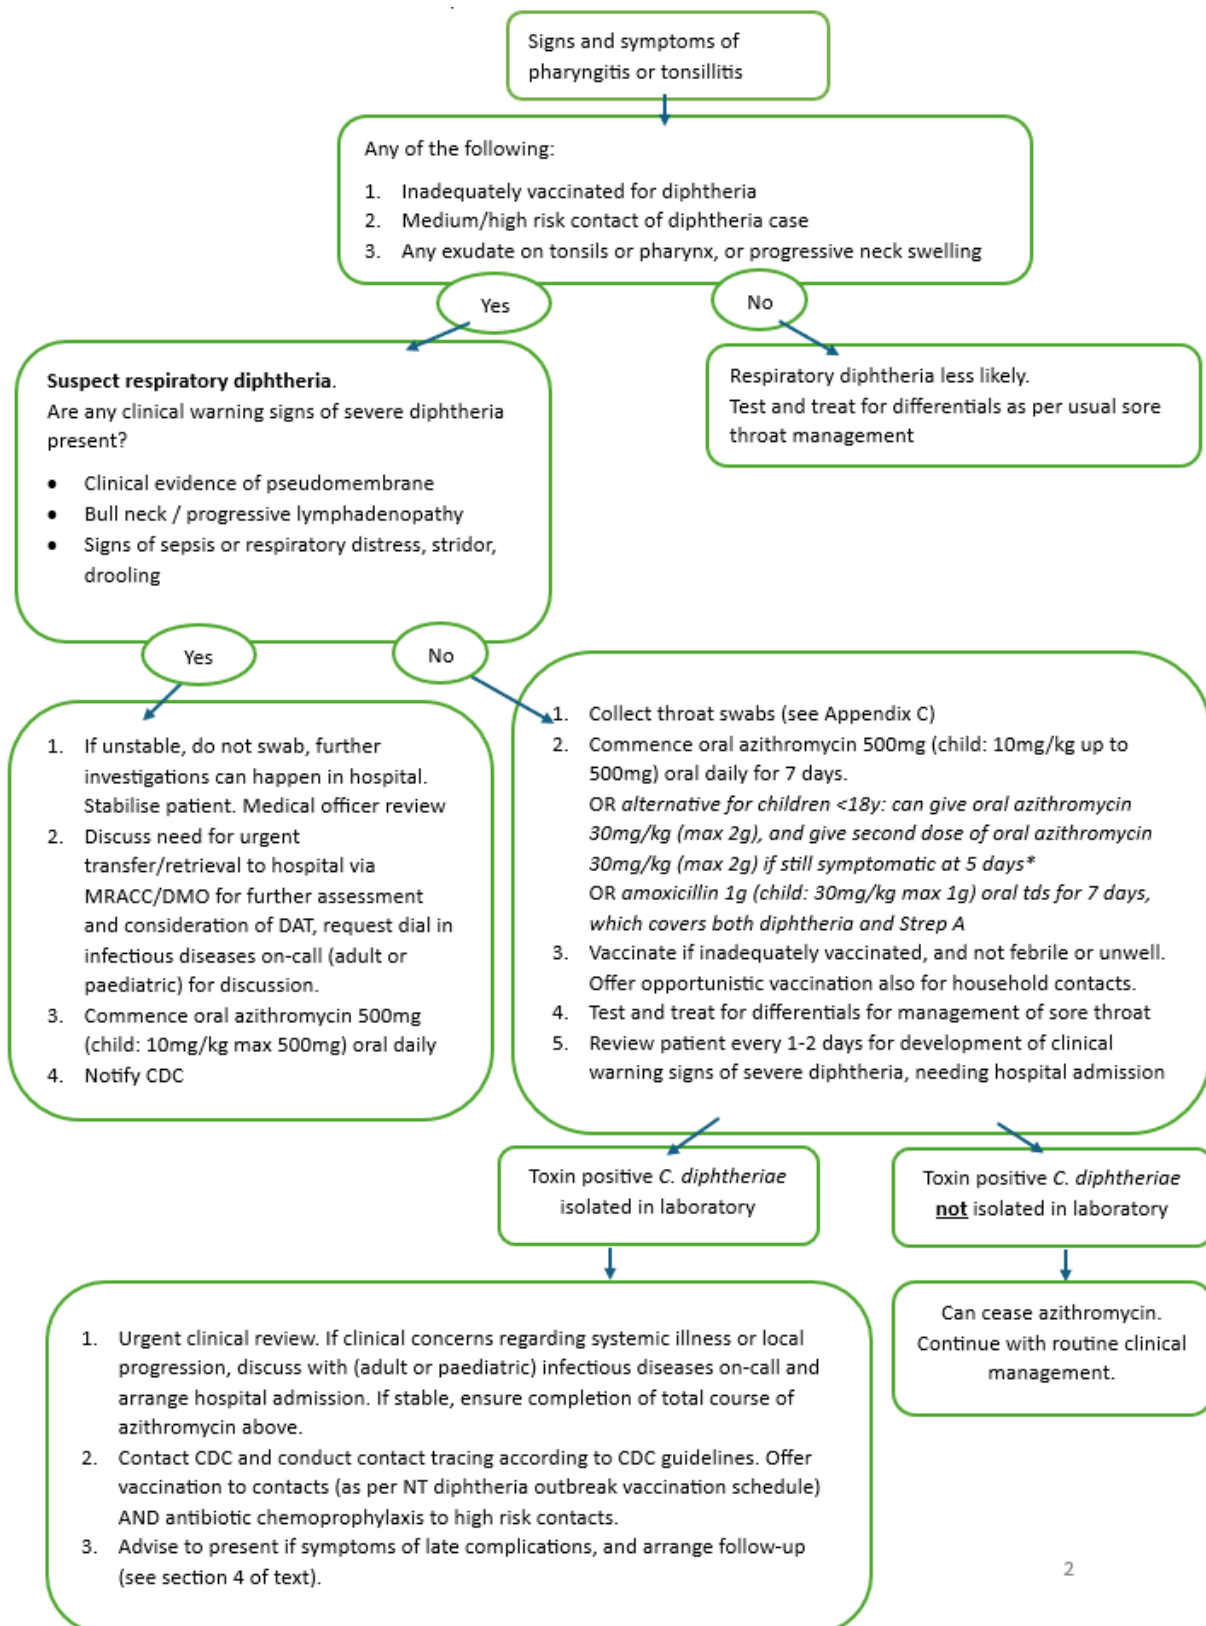 Signs and symptoms of
pharyngitis or tonsillitis
Any of the following:
1. Inadequately vaccinated for diphtheria
2. Medium/high risk contact of diphtheria case
3. Any exudate on tonsils or pharynx, or progressive neck swelling
Yes
No
Suspect respiratory diphtheria.
Are any clinical warning signs of severe diphtheria
present?
• Clinical evidence of pseudomembrane
• Bull neck / progressive lymphadenopathy
• Signs of sepsis or respiratory distress, stridor,
drooling
Respiratory diphtheria less likely.
Test and treat for differentials as per usual sore
throat management
Yes
No
1. If unstable, do not swab, further
investigations can happen in hospital.
Stabilise patient. Medical officer review
2. Discuss need for urgent
transfer/retrieval to hospital via
MRACC/DMO for further assessment
and consideration of DAT, request dial in
infectious diseases on-call (adult or
paediatric) for discussion.
3. Commence oral azithromycin 500mg
(child: 10mg/kg max 500mg) oral daily
4. Notify CDC
1. Collect throat swabs (see Appendix C)
2. Commence oral azithromycin 500mg (child: 10mg/kg up to
500mg) oral daily for 7 days.
OR alternative for children <18y: can give oral azithromycin
30mg/kg (max 2g), and give second dose of oral azithromycin
30mg/kg (max 2g) if still symptomatic at 5 days*
OR amoxicillin 1g (child: 30mg/kg max 1g) oral tds for 7 days,
which covers both diphtheria and Strep A
3. Vaccinate if inadequately vaccinated, and not febrile or unwell.
Offer opportunistic vaccination also for household contacts.
4. Test and treat for differentials for management of sore throat
5. Review patient every 1-2 days for development of clinical
warning signs of severe diphtheria, needing hospital admission
Toxin positive C. diphtheriae
isolated in laboratory
Toxin positive C. diphtheriae
not isolated in laboratory
1. Urgent clinical review. If clinical concerns regarding systemic illness or local
progression, discuss with (adult or paediatric) infectious diseases on-call and
arrange hospital admission. If stable, ensure completion of total course of
azithromycin above.
2. Contact CDC and conduct contact tracing according to CDC guidelines. Offer
vaccination to contacts (as per NT diphtheria outbreak vaccination schedule)
AND antibiotic chemoprophylaxis to high risk contacts.
3. Advise to present if symptoms of late complications, and arrange follow-up
(see section 4 of text).
Can cease azithromycin.
Continue with routine clinical
management.
2